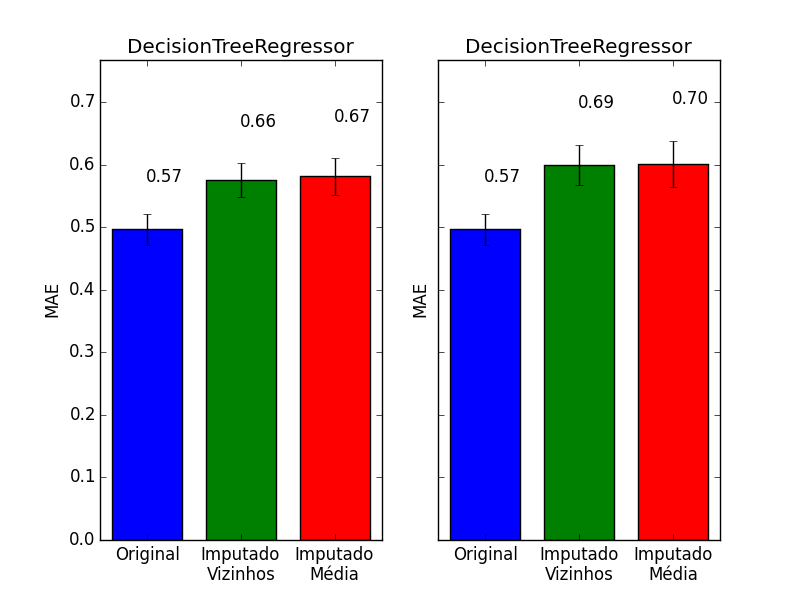 DecisionTreeRegressor
MAE
0.7
0.6
0.5
0.4
0.3
0.2
0.1
0.0
0.57
0.66
0.67
Original
Imputado
Vizinhos
Imputado
Média
DecisionTreeRegressor
MAE
0.57
0.69
0.70
Original
Imputado
Vizinhos
Imputado
Média